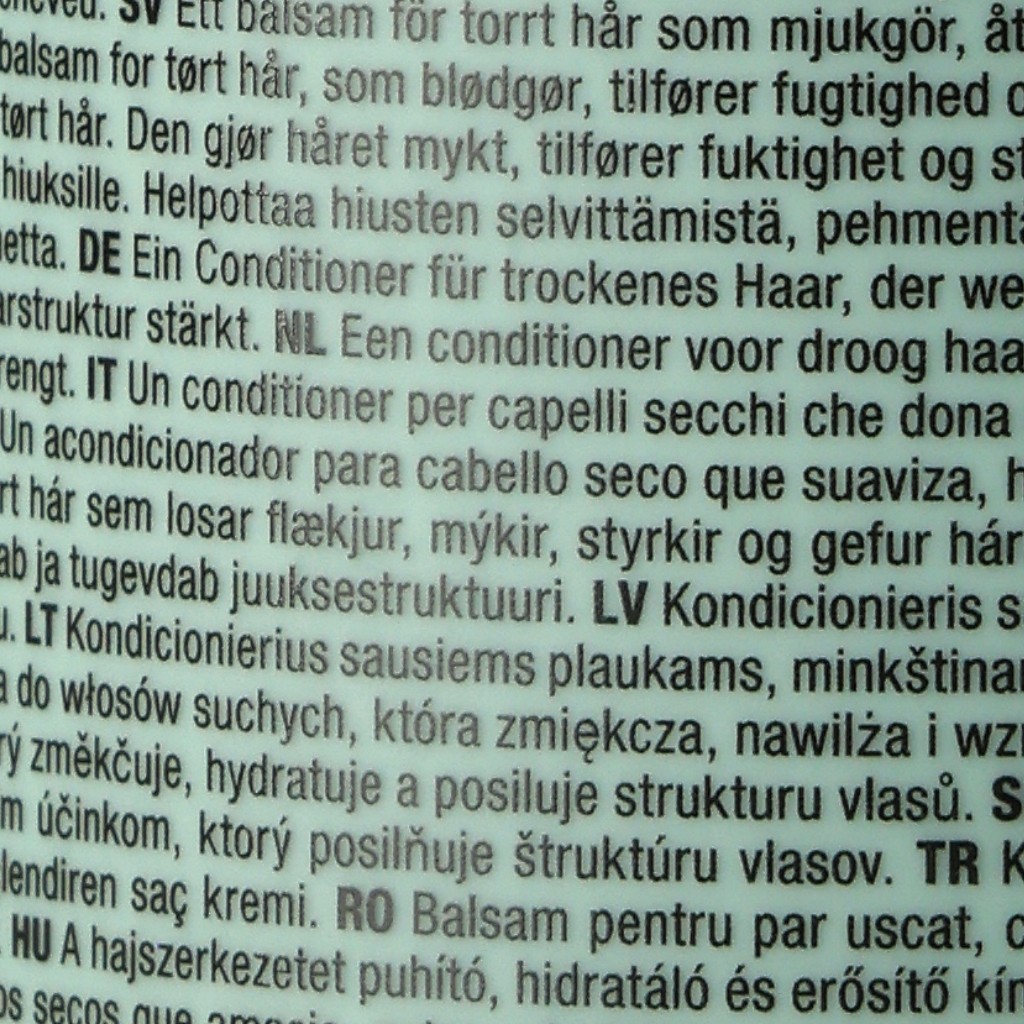 SV Ett balsam för torrt hår som mjukgör,
balsam for tørt hår, som blødgør, tilfører fugtighed
tørt hår. Den gjør håret mykt, tilfører fuktighet og
hiuksille. Helpottaa hiusten selvittämistä,
DE Ein Conditioner für trockenes Haar, der
stärkt. NL Een conditioner voor droog
IT Un conditioner per capelli secchi che dona
Un acondicionador para cabello seco que suaviza,
hár sem losar flækjur, mýkir, styrkir og gefur hár
ja tugevdab juuksestruktuuri. LV Kondicionieris
LT Kondicionierius sausiems plaukams,
do włosów suchych, która zmiękcza, nawilża i
změkčuje, hydratuje a posiluje strukturu vlasů.
účinkom, ktorý posilňuje štruktúru vlasov. TR
saç kremi. RO Balsam pentru par uscat,
HU A hajszerkezetet puhító, hidratáló és erősítő
secos que